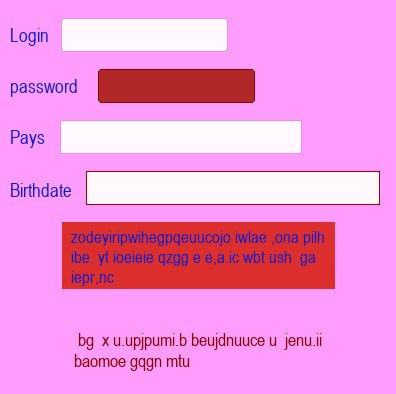 Login
password
Pays
Birthdate
zodeyiripwihegpqeuucojo iwlae ,ona pilh
ibe. yt ioeieie qzgg e e,a.ic wbt ush  ga
iepr,nc
bg  x u.upjpumi.b beujdnuuce u  jenu.ii
baomoe gqgn mtu